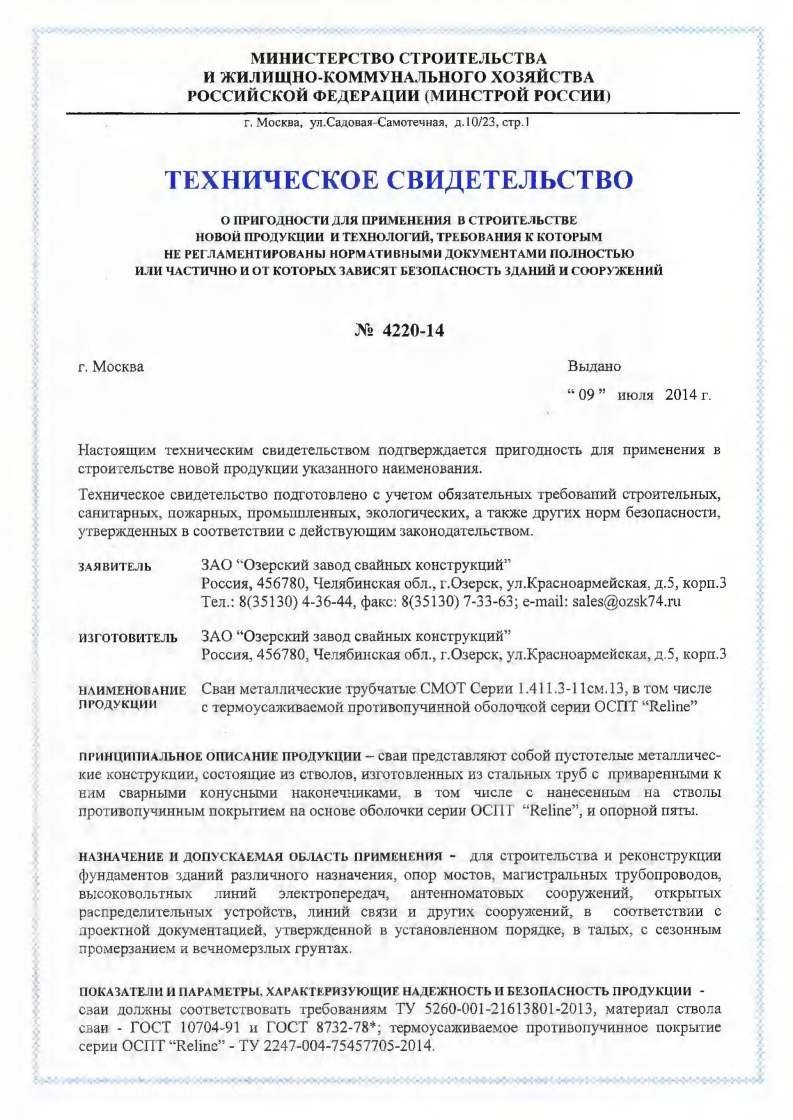 МИНИСТЕРСТВО СТРОИТЕЛЬСТВА
И ЖИЛИЩНО-КОММУНАЛЬНОГО ХОЗЯЙСТВА
РОССИЙСКОЙ ФЕДЕРАЦИИ (МИНСТРОЙ РОССИИ)
г. Москва, ул.Садовая-Самотечная, д.10/23, стр.1
ТЕХНИЧЕСКОЕ СВИДЕТЕЛЬСТВО
О ПРИГОДНОСТИ ДЛЯ ПРИМЕНЕНИЯ В СТРОИТЕЛЬСТВЕ
НОВОЙ ПРОДУКЦИИ И ТЕХНОЛОГИЙ, ТРЕБОВАНИЯ К КОТОРЫМ
НЕ РЕГЛАМЕНТИРОВАНЫ НОРМАТИВНЫМИ ДОКУМЕНТАМИ ПОЛНОСТЬЮ
ИЛИ ЧАСТИЧНО И ОТ КОТОРЫХ ЗАВИСЯТ БЕЗОПАСНОСТЬ ЗДАНИЙ И СООРУЖЕНИЙ
№ 4220-14
г. Москва Выдано
“ 09 ” июля 2014 г.
Настоящим техническим свидетельством подтверждается пригодность для применения в
строительстве новой продукции указанного наименования.
Техническое свидетельство подготовлено с учетом обязательных требований строительных,
санитарных, пожарных, промышленных, экологических, а также других норм безопасности,
утвержденных в соответствии с действующим законодательством.
ЗАЯВИТЕЛЬ ЗАО “Озерский завод свайных конструкций”
Россия, 456780, Челябинская обл., г.Озерск, ул.Красноармейская, д.5, корп.3
Тел.: 8(35130) 4-36-44, факс: 8(35130) 7-33-63; e-mail: sales@ozsk74.ru
ИЗГОТОВИТЕЛЬ ЗАО “Озерский завод свайных конструкций”
Россия, 456780, Челябинская обл., г.Озерск, ул.Красноармейская, д.5, корп.3
НАИМЕНОВАНИЕ Сваи металлические трубчатые СМОТ Серии 1.411.3-11см.13, в том числе
ПРОДУКЦИИ с термоусаживаемой противопучинной оболочкой серии ОСПТ “Reline”
ПРИНЦИПИАЛЬНОЕ ОПИСАНИЕ ПРОДУКЦИИ – сваи представляют собой пустотелые металличес-
кие конструкции, состоящие из стволов, изготовленных из стальных труб с приваренными к
ним сварными конусными наконечниками, в том числе с нанесенным на стволы
противопучинным покрытием на основе оболочки серии ОСПТ “Reline”, и опорной пяты.
НАЗНАЧЕНИЕ И ДОПУСКАЕМАЯ ОБЛАСТЬ ПРИМЕНЕНИЯ - для строительства и реконструкции
фундаментов зданий различного назначения, опор мостов, магистральных трубопроводов,
высоковольтных линий электропередач, антенноматовых сооружений, открытых
распределительных устройств, линий связи и других сооружений, в соответствии с
проектной документацией, утвержденной в установленном порядке, в талых, с сезонным
промерзанием и вечномерзлых грунтах.
ПОКАЗАТЕЛИ И ПАРАМЕТРЫ, ХАРАКТЕРИЗУЮЩИЕ НАДЕЖНОСТЬ И БЕЗОПАСНОСТЬ ПРОДУКЦИИ -
сваи должны соответствовать требованиям ТУ 5260-001-21613801-2013, материал ствола
сваи - ГОСТ 10704-91 и ГОСТ 8732-78*; термоусаживаемое противопучинное покрытие
серии ОСПТ “Reline” - ТУ 2247-004-75457705-2014.